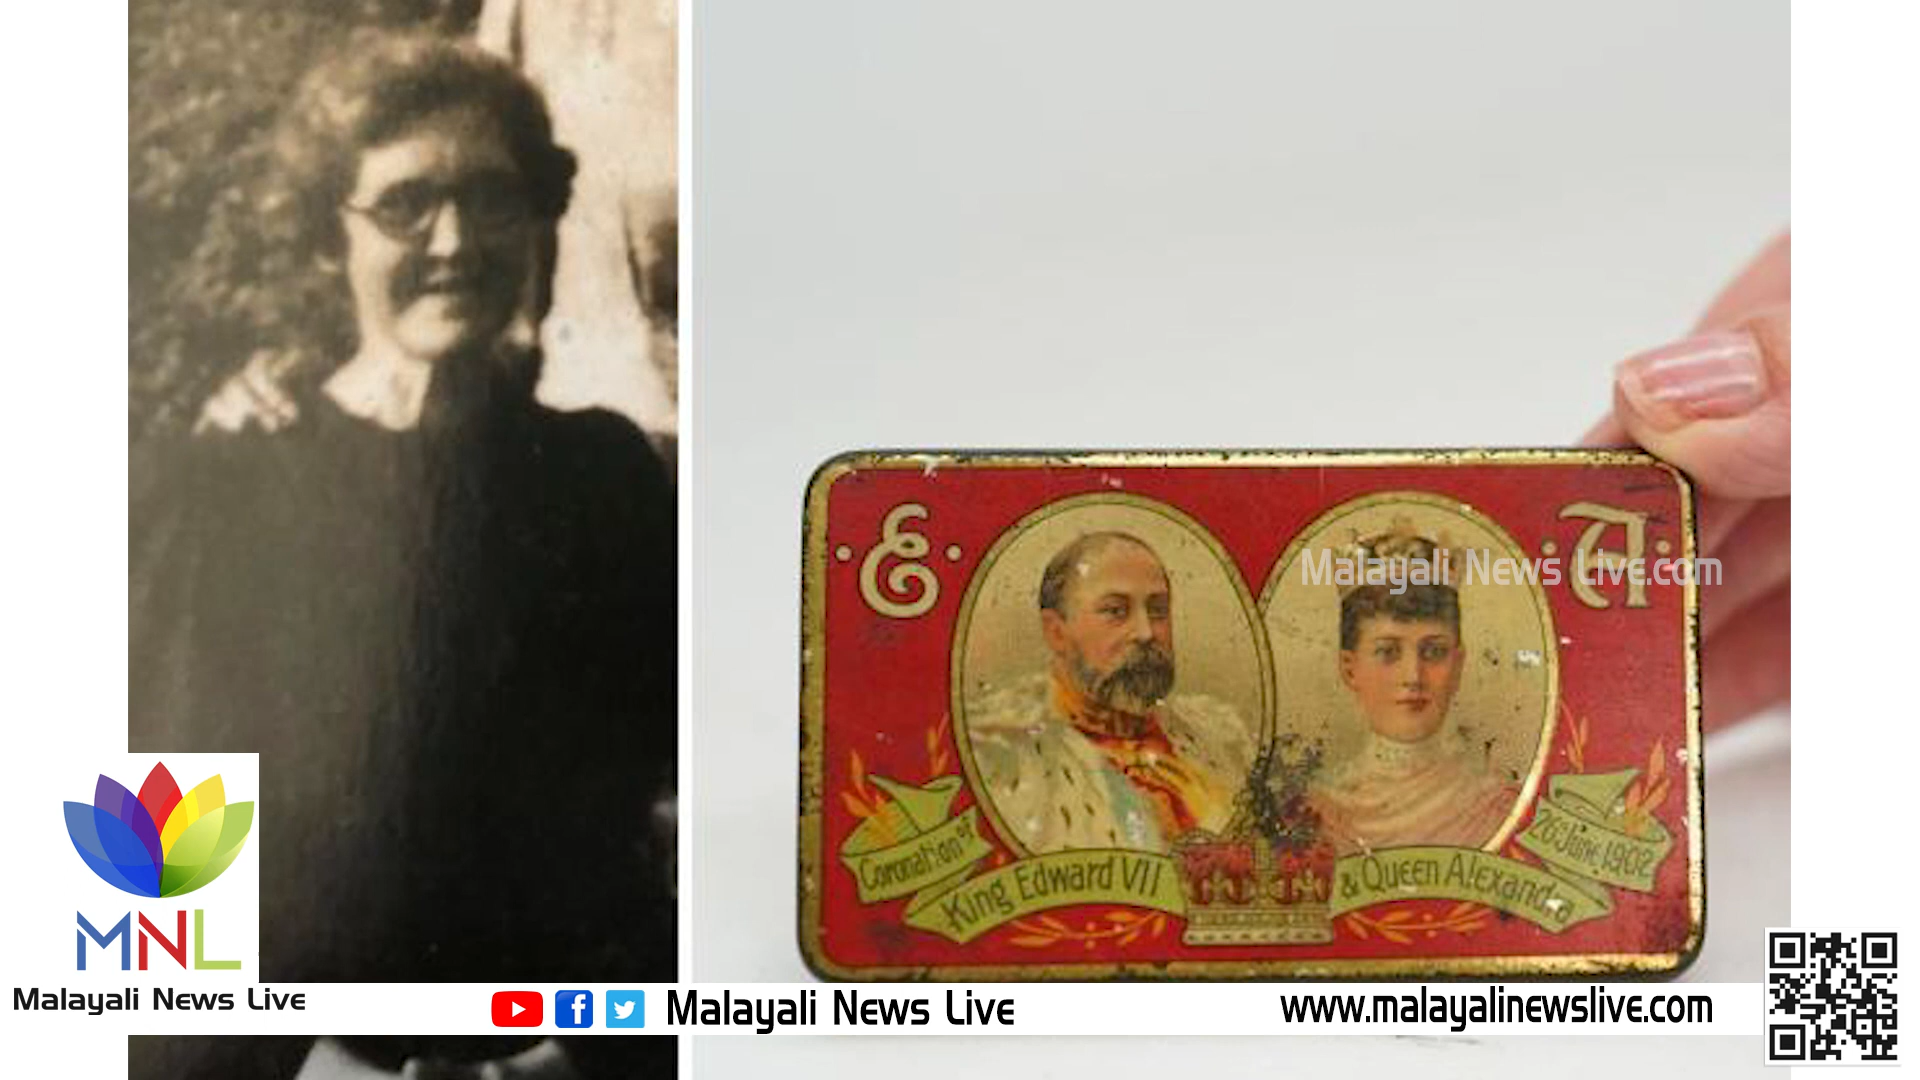 E
A
Malayali News Live.com
Coronation of
King Edward VII
& Queen Alexandra
26th June 1902
MNL
Malayali News Live
Malayali News Live
www.malayalinewslive.com